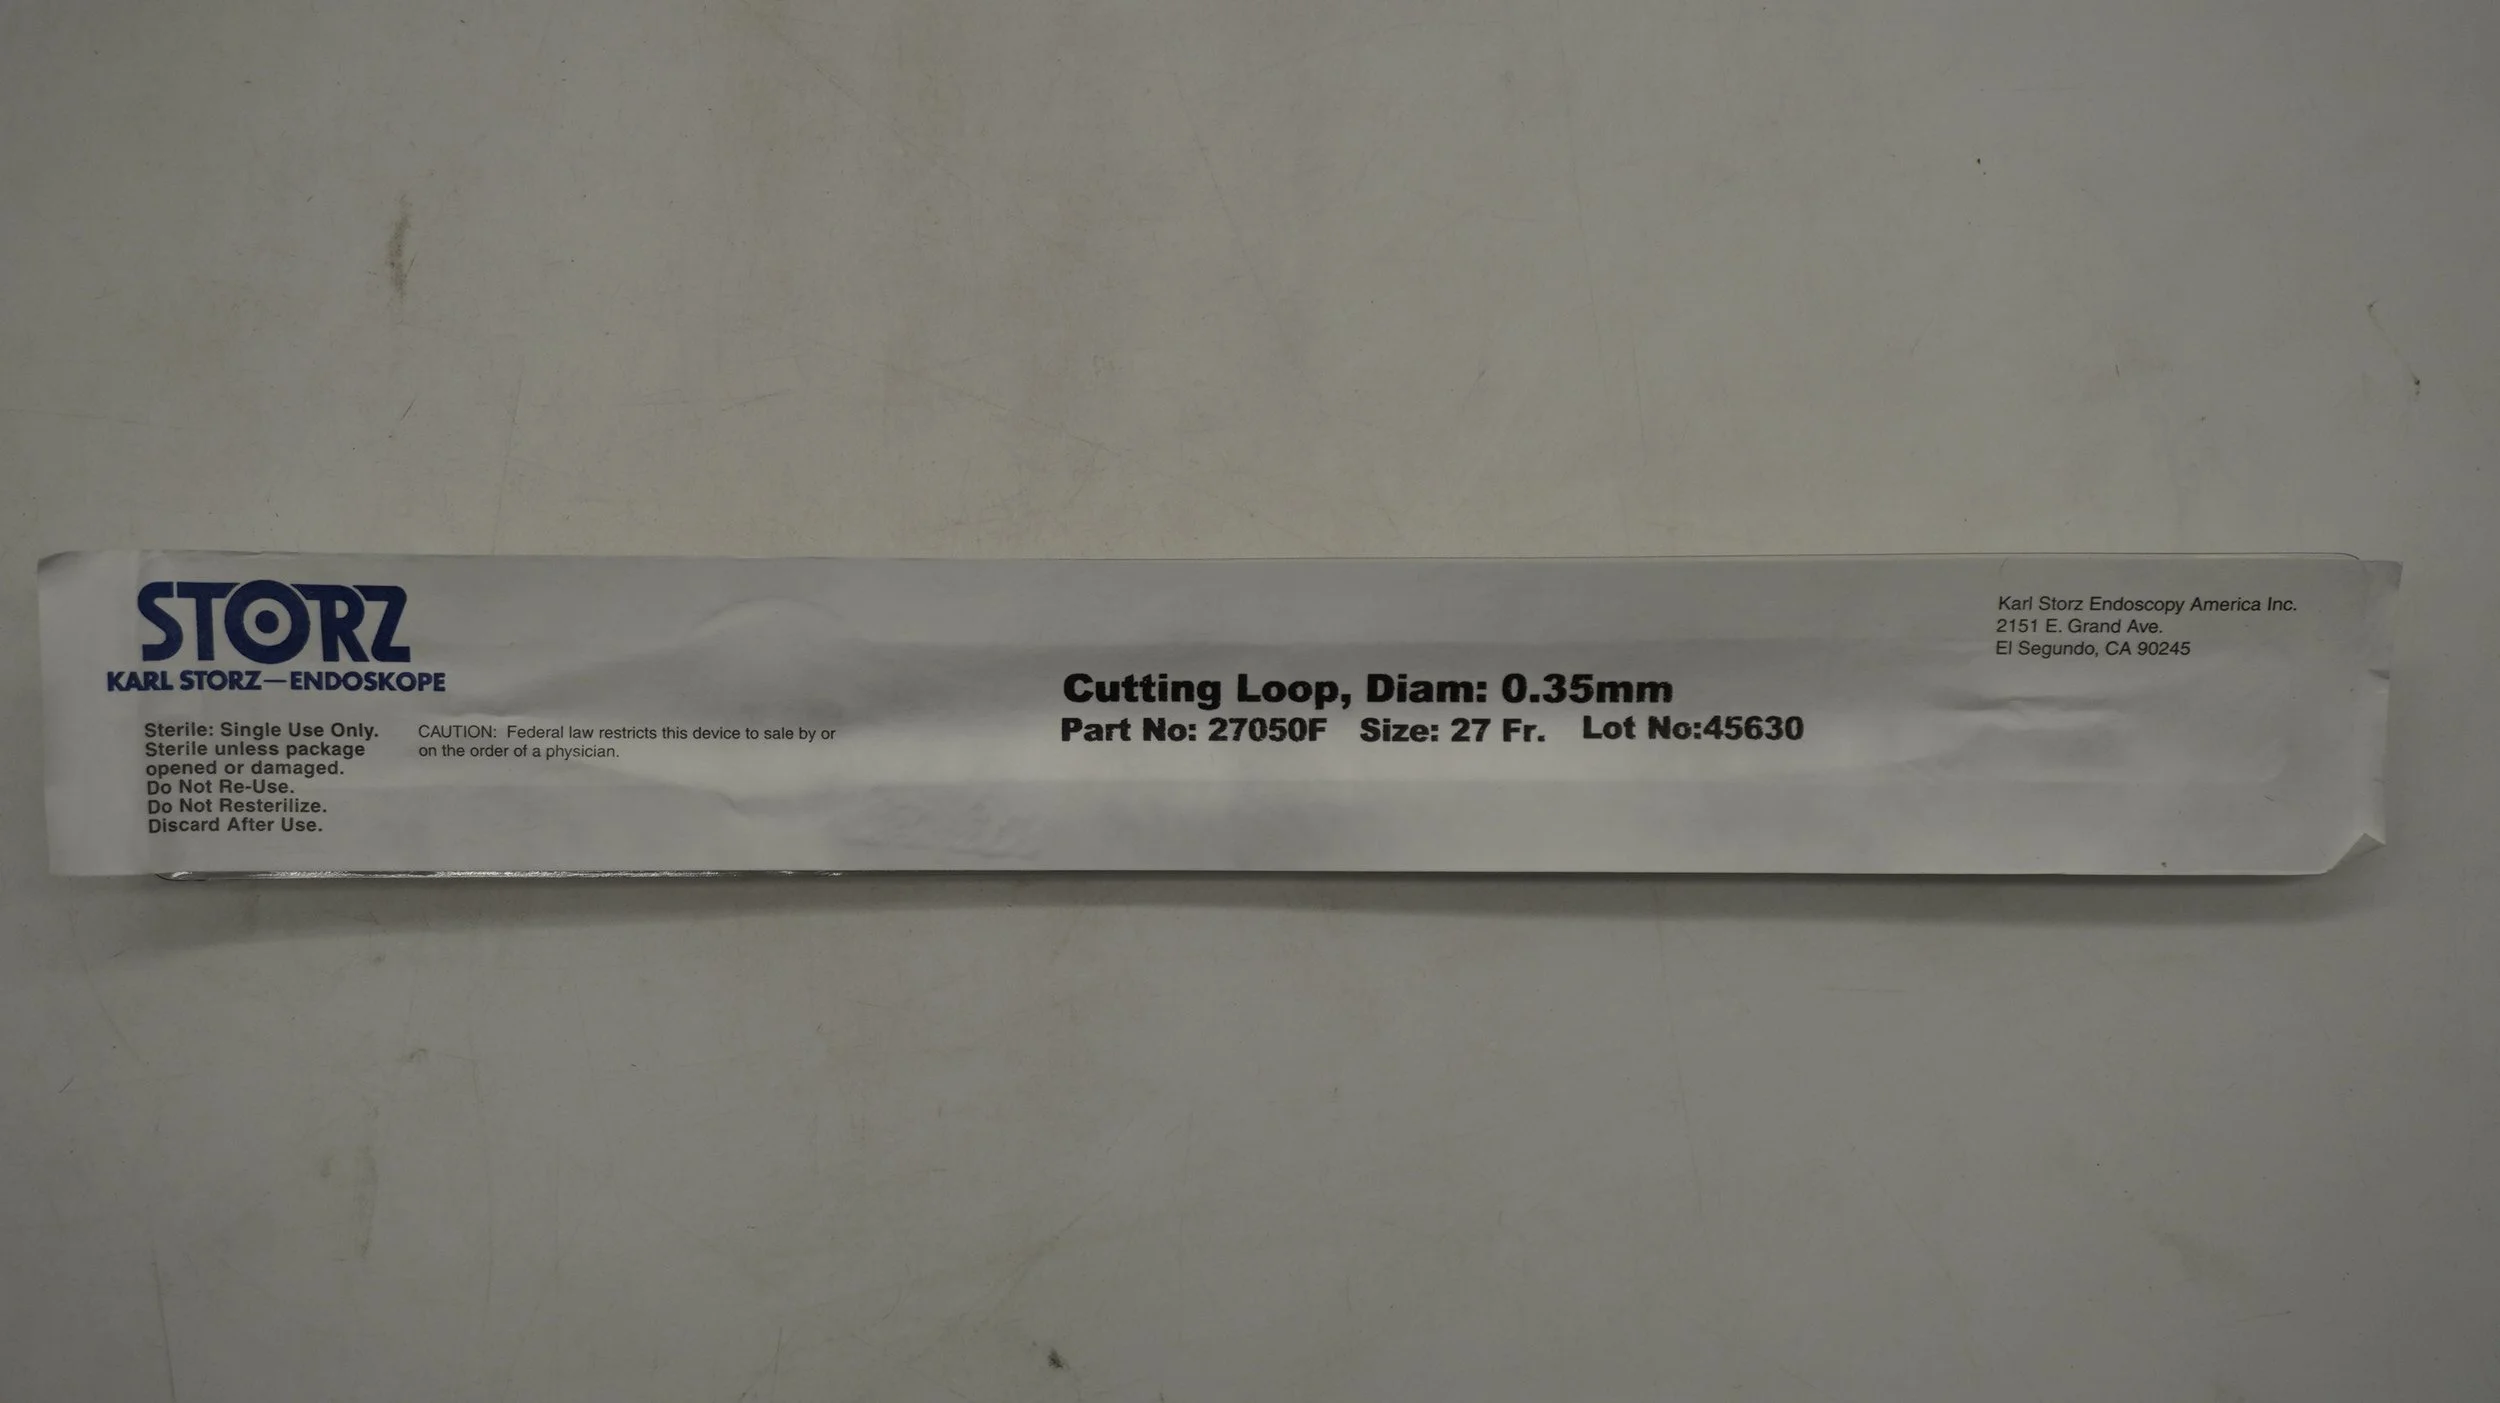 STORZ
KARL STORZ—ENDOSKOPE
Sterile: Single Use Only.
Sterile unless package
opened or damaged.
Do Not Re-Use.
Do Not Resterilize.
Discard After Use.
CAUTION: Federal law restricts this device to sale by or
on the order of a physician.
Cutting Loop, Diam: 0.35mm
Part No: 27050F Size: 27 Fr. Lot No:45630
Karl Storz Endoscopy America Inc.
2151 E. Grand Ave.
El Segundo, CA 90245